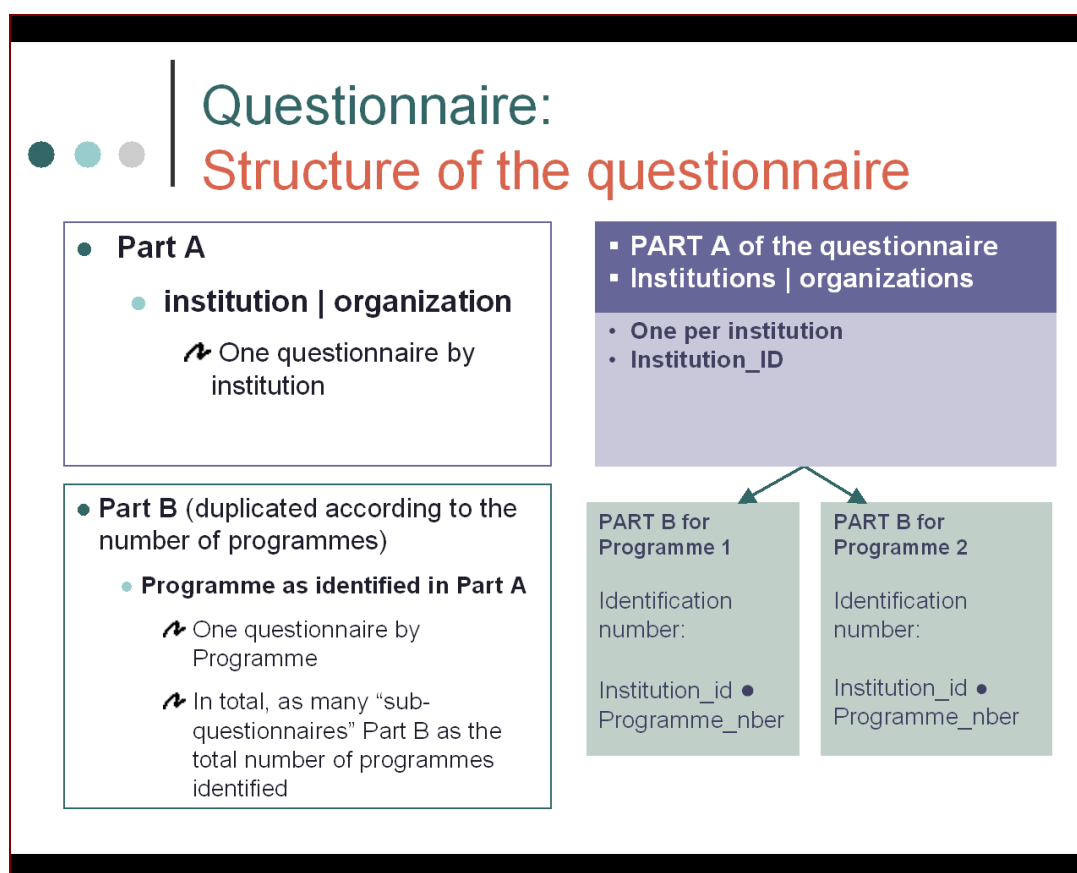 Questionnaire:
Structure of the questionnaire
Part A
institution | organization
One questionnaire by
institution
Part B (duplicated according to the
number of programmes)
Programme as identified in Part A
One questionnaire by
Programme
In total, as many “sub-
questionnaires” Part B as the
total number of programmes
identified
PART A of the questionnaire
Institutions | organizations
One per institution
Institution_ID
PART B for
Programme 1
Identification
number:
Institution_id ●
Programme_nber
PART B for
Programme 2
Identification
number:
Institution_id ●
Programme_nber